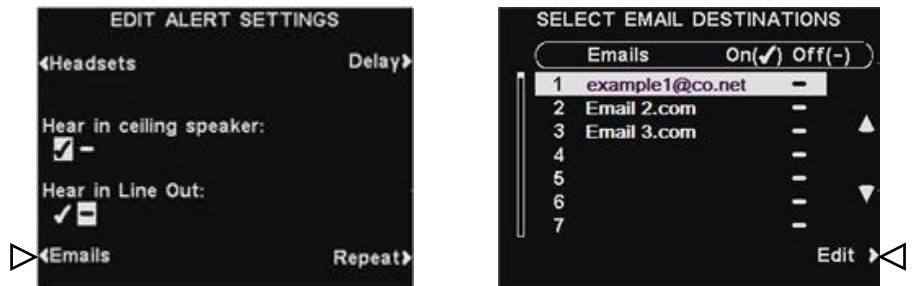 EDIT ALERT SETTINGS
Headsets Delay
Hear in ceiling speaker:
✓ –
Hear in Line Out:
✓ –
Emails Repeat
SELECT EMAIL DESTINATIONS
Emails On(✓) Off(–)
1 example1@co.net –
2 Email 2.com –
3 Email 3.com –
4 –
5 –
6 –
7 –
Edit